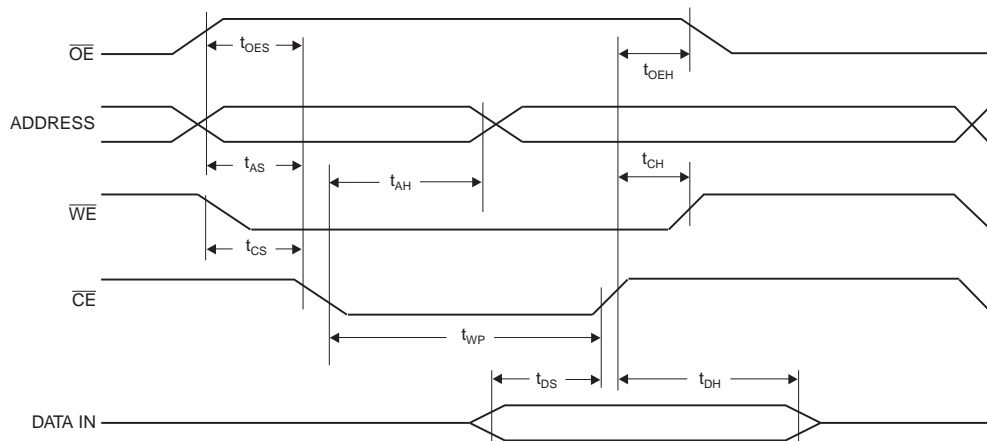 OE
tOES
tOEH
ADDRESS
tAS
tAH
tCH
WE
tCS
CE
tWP
tDS
tDH
DATA IN